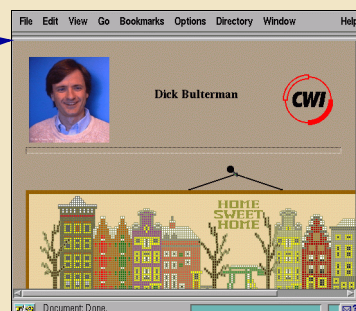 File Edit View Go Bookmarks Options Directory Window Help
Dick Bulterman
CWI
HOME
SWEET
HOME
Document: Done.